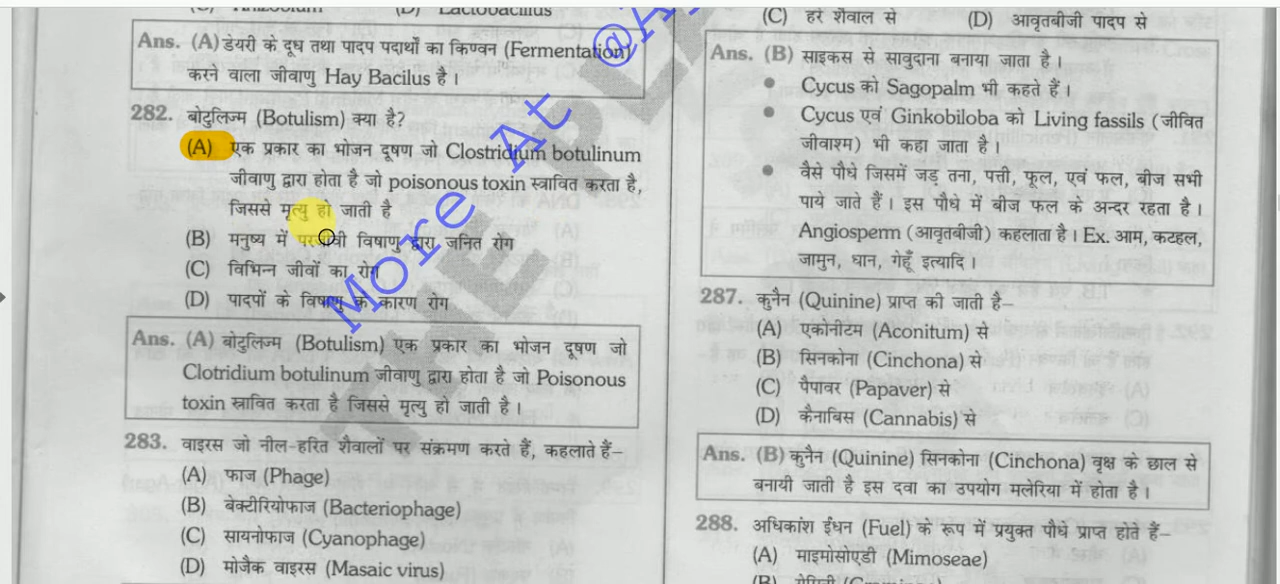 (D) Lactobacillus
Ans. (A) डेयरी के दूध तथा पादप पदार्थों का किण्वन (Fermentation)
करने वाला जीवाणु Hay Bacilus है।
282. बोटुलिज्म (Botulism) क्या है?
(A) एक प्रकार का भोजन दूषण जो Clostridium botulinum
जीवाणु द्वारा होता है जो poisonous toxin स्त्रावित करता है,
जिससे मृत्यु हो जाती है
(B) मनुष्य में परजीवी विषाणु द्वारा जनित रोग
(C) विभिन्न जीवों का रोग
(D) पादपों के विषाणु के कारण रोग
Ans. (A) बोटुलिज्म (Botulism) एक प्रकार का भोजन दूषण जो
Clotridium botulinum जीवाणु द्वारा होता है जो Poisonous
toxin स्त्रावित करता है जिससे मृत्यु हो जाती है।
283. वाइरस जो नील-हरित शैवालों पर संक्रमण करते हैं, कहलाते हैं–
(A) फाज (Phage)
(B) बेक्टीरियोफाज (Bacteriophage)
(C) सायनोफाज (Cyanophage)
(D) मोजैक वाइरस (Masaic virus)
(C) हरे शैवाल से (D) आवृतबीजी पादप से
Ans. (B) साइकस से साबुदाना बनाया जाता है।
• Cycus को Sagopalm भी कहते हैं।
• Cycus एवं Ginkobiloba को Living fassils (जीवित
जीवाश्म) भी कहा जाता है।
• वैसे पौधे जिसमें जड़ तना, पत्ती, फूल, एवं फल, बीज सभी
पाये जाते हैं। इस पौधे में बीज फल के अन्दर रहता है।
Angiosperm (आवृतबीजी) कहलाता है। Ex. आम, कटहल,
जामुन, धान, गेहूँ इत्यादि।
287. कुनैन (Quinine) प्राप्त की जाती है–
(A) एकोनीटम (Aconitum) से
(B) सिनकोना (Cinchona) से
(C) पैपावर (Papaver) से
(D) कैनाबिस (Cannabis) से
Ans. (B) कुनैन (Quinine) सिनकोना (Cinchona) वृक्ष के छाल से
बनायी जाती है इस दवा का उपयोग मलेरिया में होता है।
288. अधिकांश ईंधन (Fuel) के रूप में प्रयुक्त पौधे प्राप्त होते हैं–
(A) माइमोसोएडी (Mimoseae)
More At